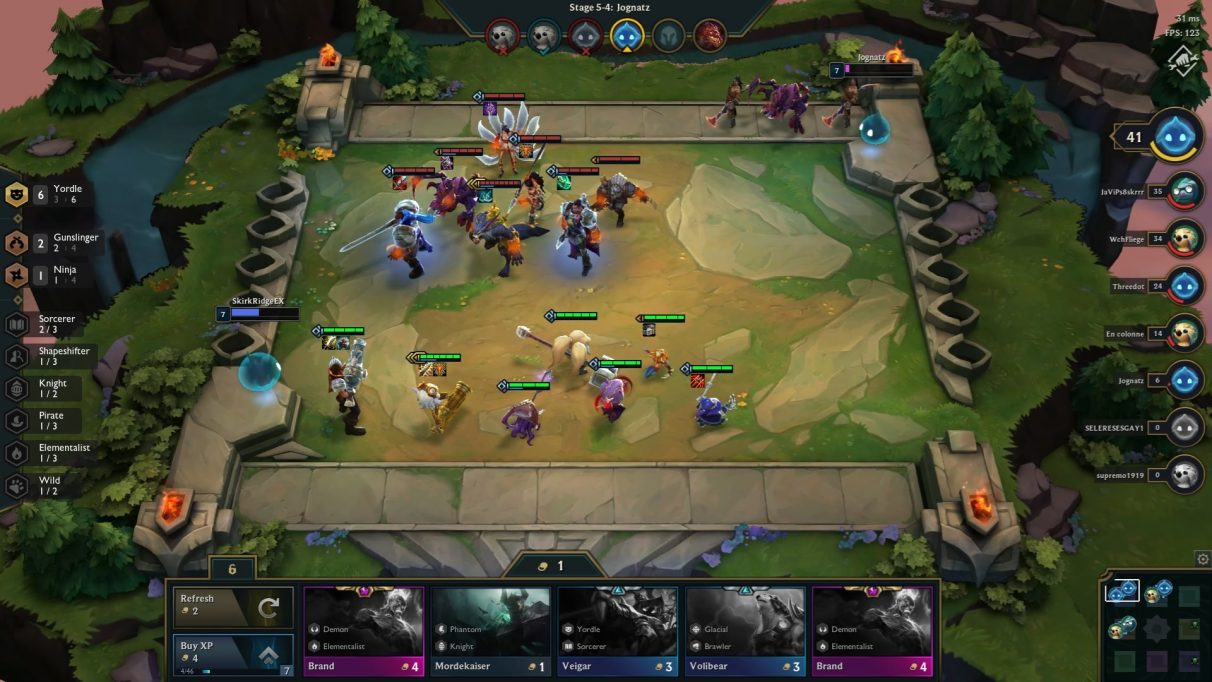 Stage 5-4: Jognatz
31 ms
FPS: 123
Jognatz
7
41
JaViPs8skrrr 35
WchFliege 34
Threedot 24
En colonne 14
Jognatz 6
SELERESESGAY1 0
supremo1919 0
6 Yordle
3 6
2 Gunslinger
2 4
1 Ninja
1 4
Sorcerer
2 / 3
Shapeshifter
1 / 3
Knight
1 / 2
Pirate
1 / 3
Elementalist
1 / 3
Wild
1 / 2
SkirkRidgeEX
7
6
1
Refresh
2
Buy XP
4
4/46
7
Demon
Elementalist
Brand 4
Phantom
Knight
Mordekaiser 1
Yordle
Sorcerer
Veigar 3
Glacial
Brawler
Volibear 3
Demon
Elementalist
Brand 4